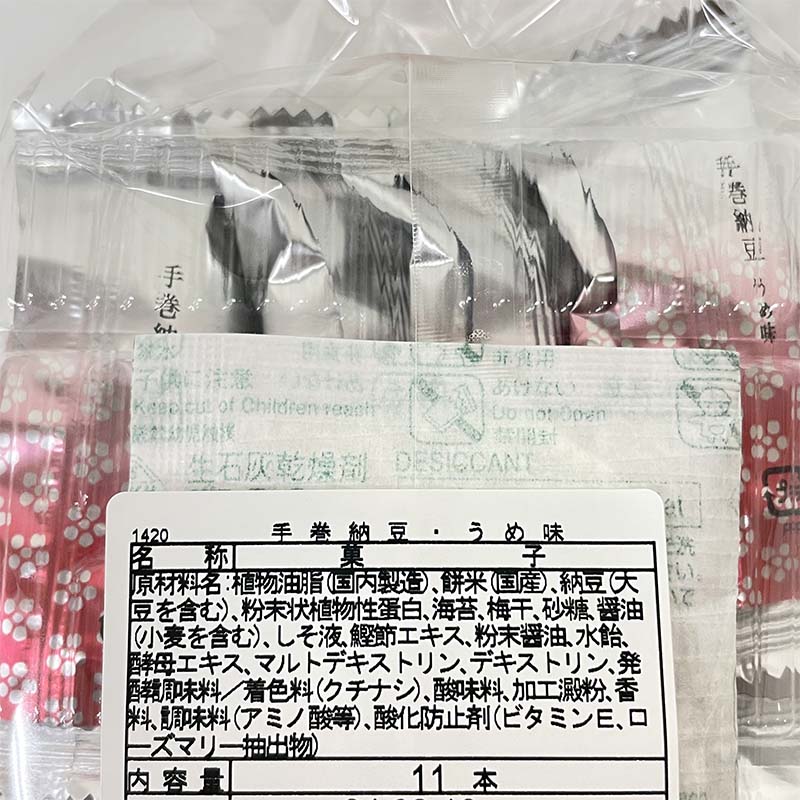 手巻納豆 うめ味
手巻納
子供に注意
Keep out of Children reach
あけない
Do not Open
禁開封
生石灰乾燥剤 DESICCANT
1420 手巻納豆・うめ味
名称 菓子
原材料名:植物油脂(国内製造)、餅米(国産)、納豆(大
豆を含む)、粉末状植物性蛋白、海苔、梅干、砂糖、醤油
(小麦を含む)、しそ液、鰹節エキス、粉末醤油、水飴、
酵母エキス、マルトデキストリン、デキストリン、発
酵調味料/着色料(クチナシ)、酸味料、加工澱粉、香
料、調味料(アミノ酸等)、酸化防止剤(ビタミンE、ロ
ーズマリー抽出物)
内容量 11本